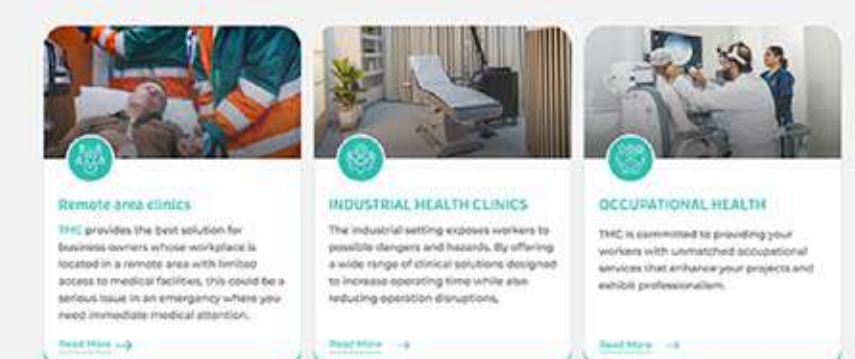 Remote area clinics
TMC provides the best solution for
business owners whose workplace is
located in a remote area with limited
access to medical facilities, this could be a
serious issue in an emergancy where you
need immediate medical attention.
Read More
INDUSTRIAL HEALTH CLINICS
The industrial setting exposes workers to
possible dangers and hazards. By offering
a wide range of clinical solutions designed
to increase operating time while also
reducing operation disruptions,
Read More
OCCUPATIONAL HEALTH
TMC is committed to providing your
workers with unmatched occupational
services that enhance your projects and
exhibit professionalism.
Read More